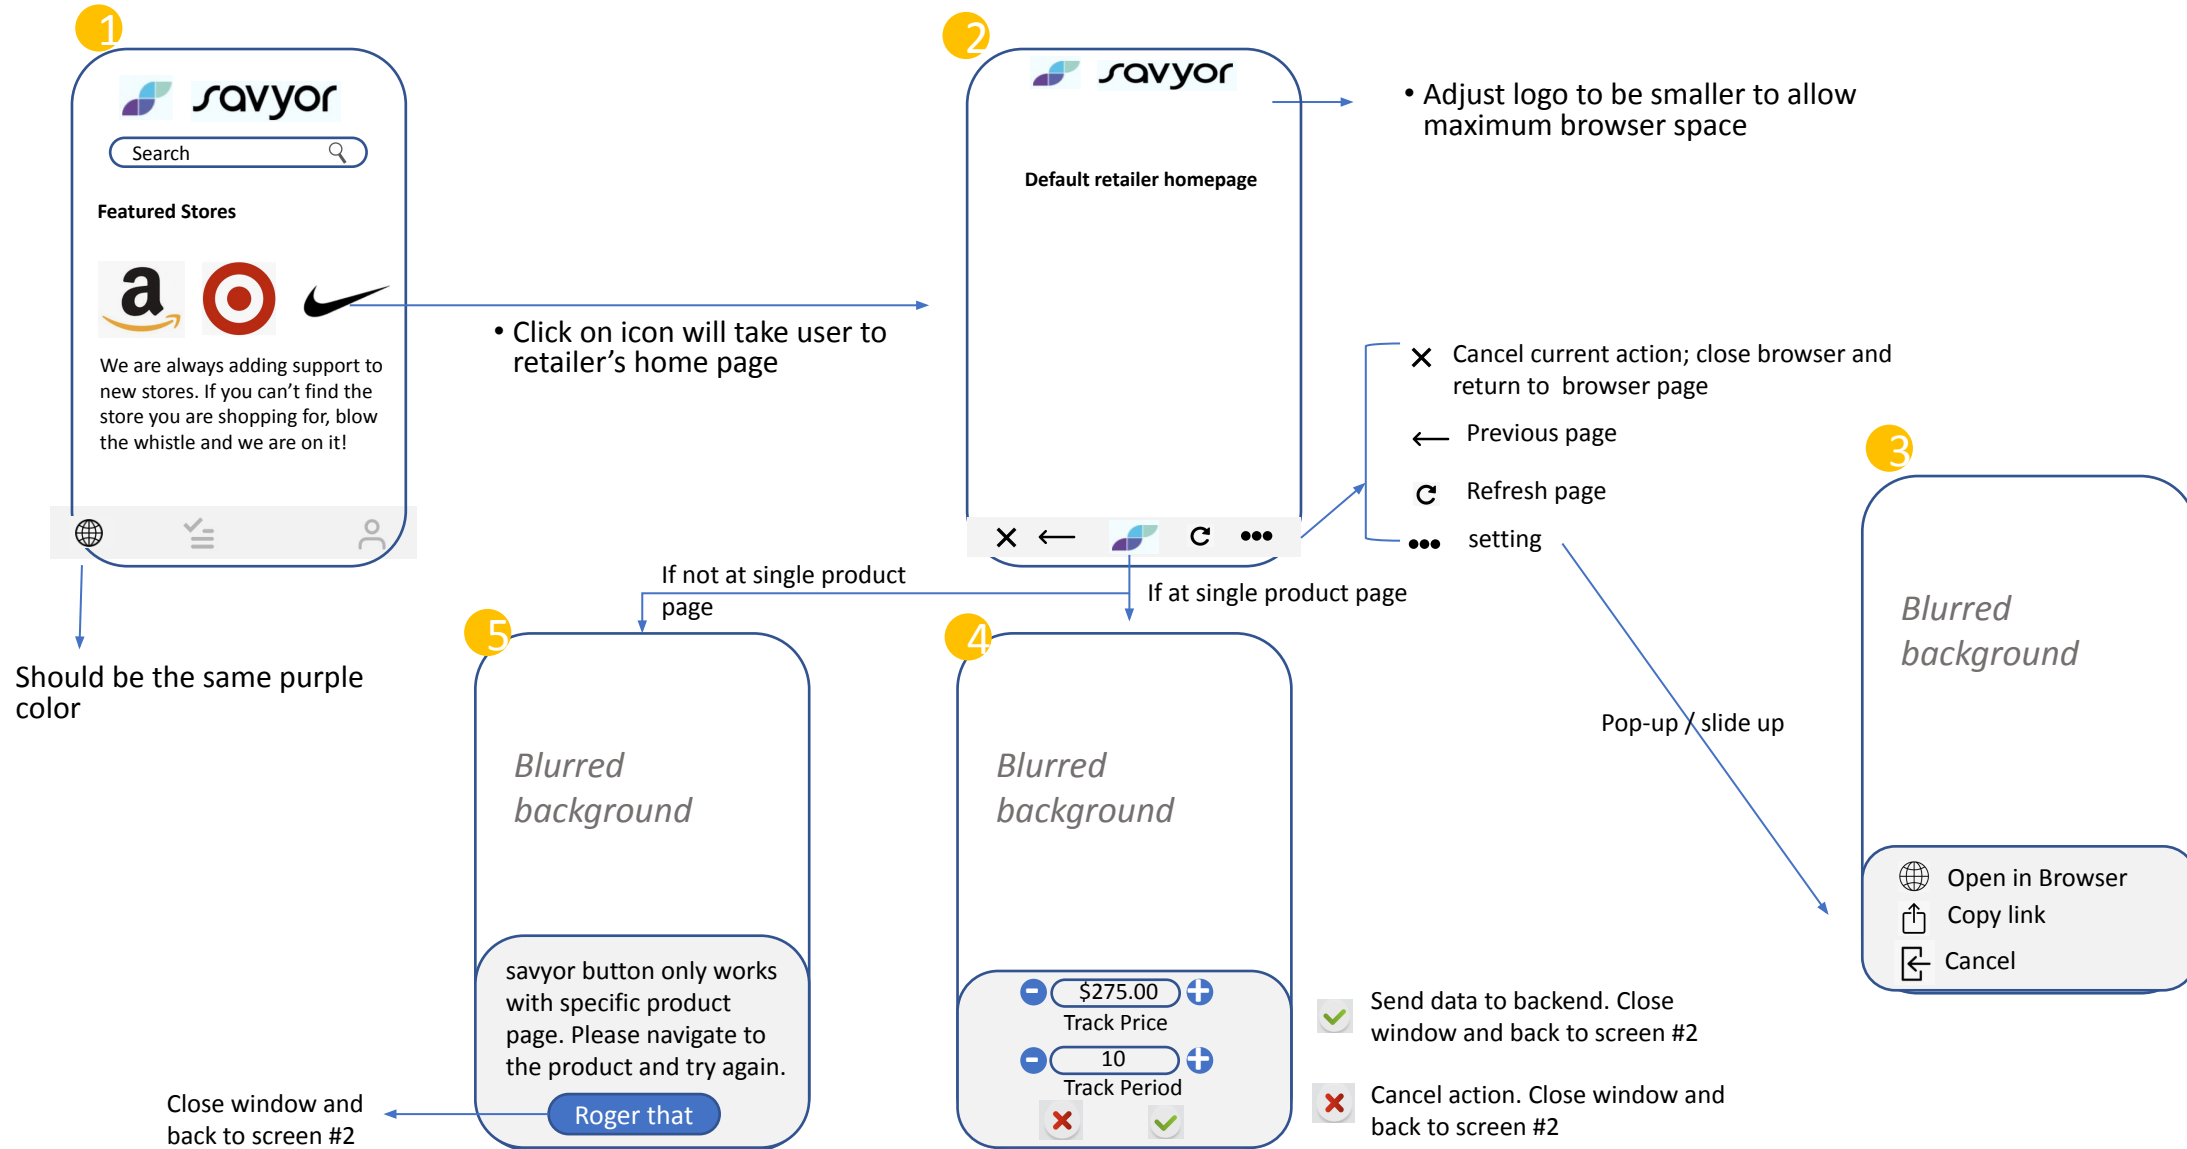 1
savyor
Search
Featured Stores
a
We are always adding support to
new stores. If you can’t find the
store you are shopping for, blow
the whistle and we are on it!
Should be the same purple
color
• Click on icon will take user to
retailer’s home page
2
savyor
Default retailer homepage
• Adjust logo to be smaller to allow
maximum browser space
Cancel current action; close browser and
return to browser page
Previous page
Refresh page
setting
If not at single product
page
If at single product page
3
Blurred
background
Pop-up / slide up
Open in Browser
Copy link
Cancel
5
Blurred
background
savyor button only works
with specific product
page. Please navigate to
the product and try again.
Roger that
Close window and
back to screen #2
4
Blurred
background
$275.00
Track Price
10
Track Period
Send data to backend. Close
window and back to screen #2
Cancel action. Close window and
back to screen #2